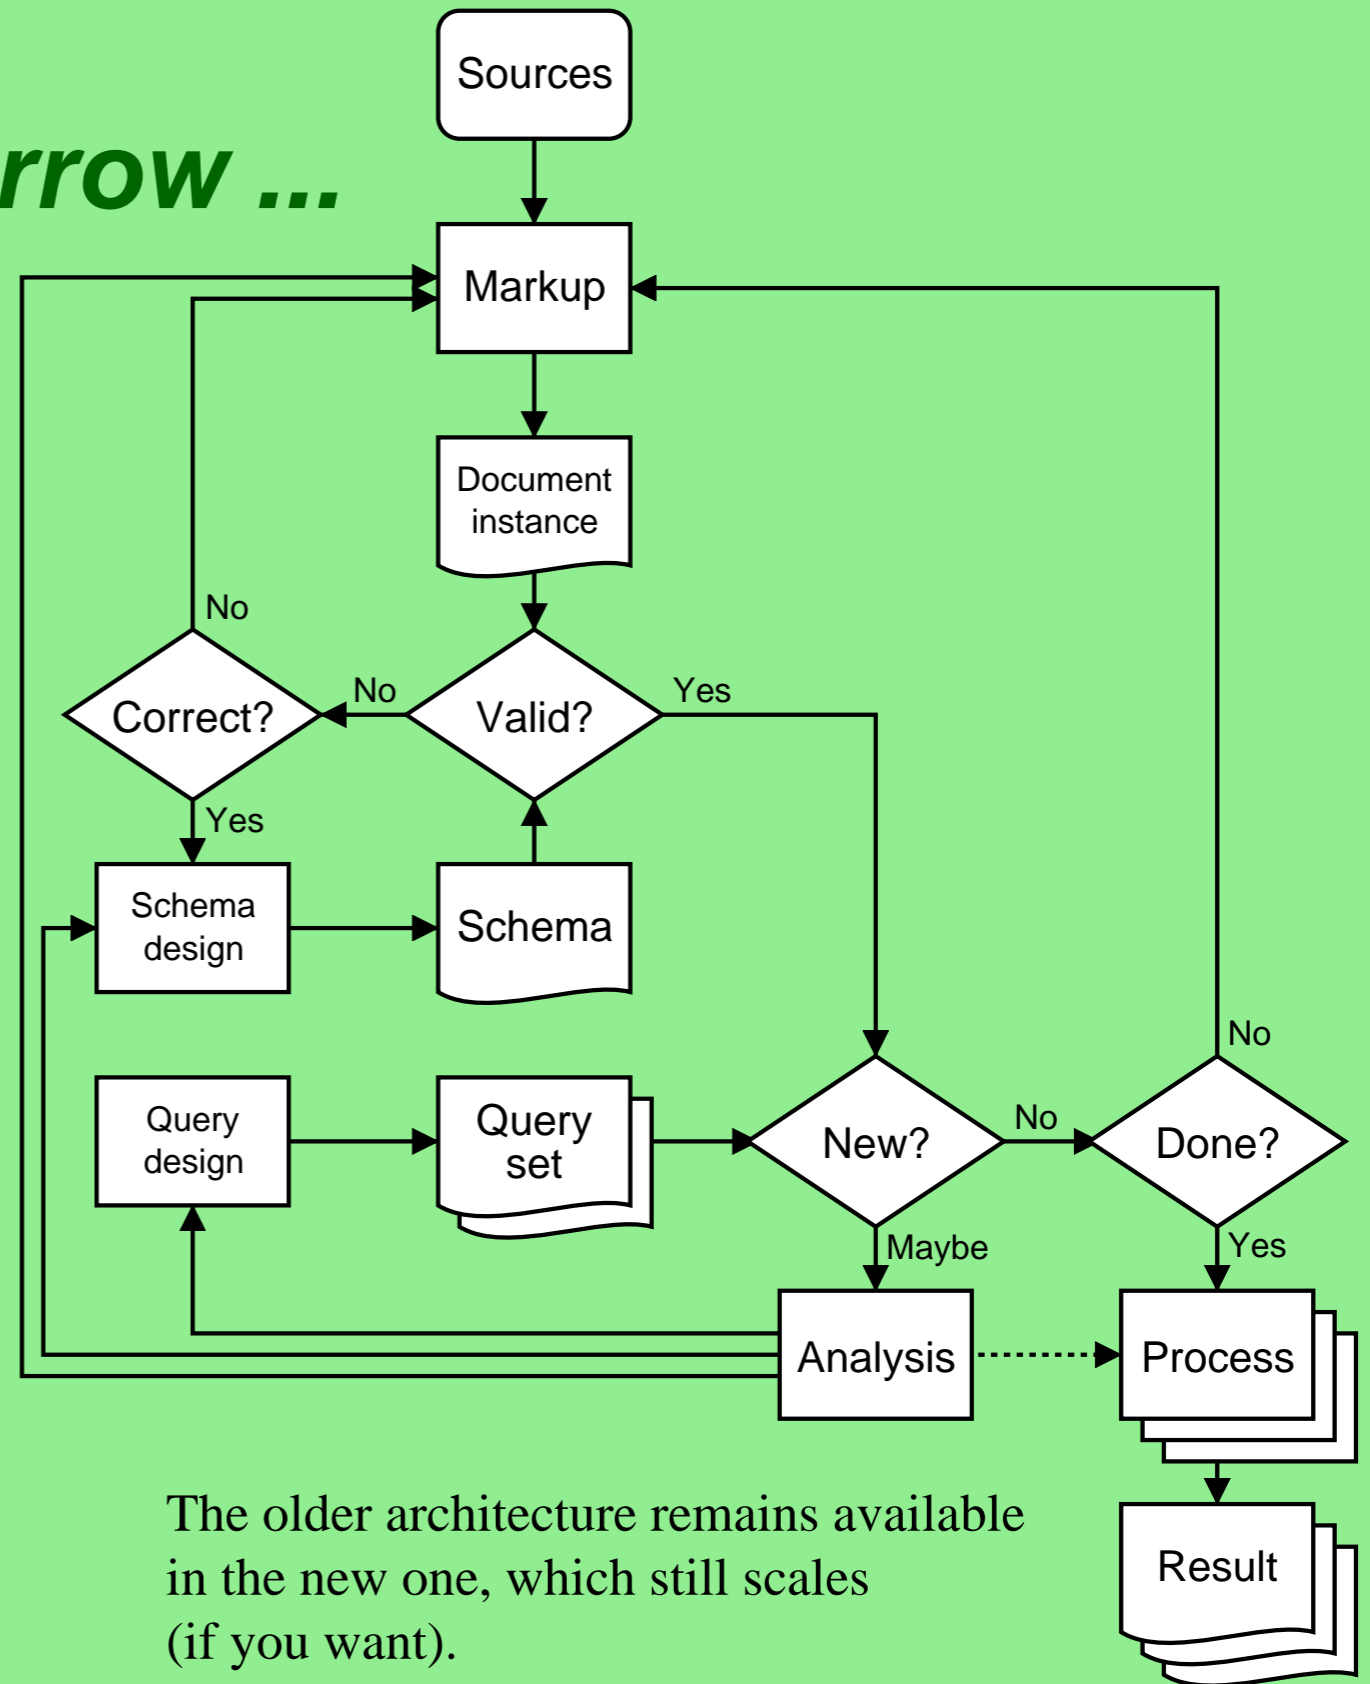 Sources
rrow ...
Markup
Document
instance
No
Correct?
No
Valid?
Yes
Yes
Schema
design
Schema
No
Query
design
Query
set
New?
No
Done?
Maybe
Yes
Analysis
Process
The older architecture remains available
in the new one, which still scales
(if you want).
Result